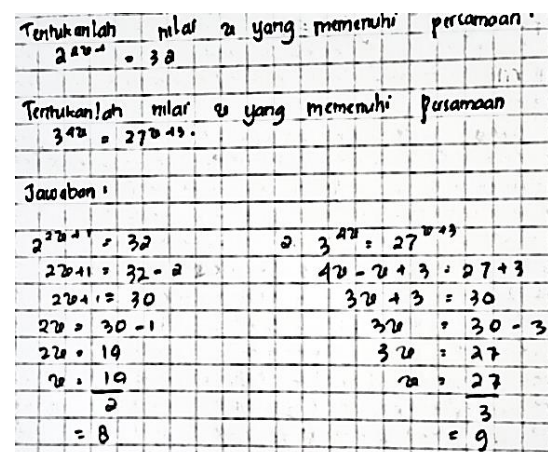 Tentukanlah nilai x yang memenuhi persamaan.
2^{2x+1} = 32
Tentukanlah nilai x yang memenuhi persamaan
3^{4x} = 27^{x+3}.
Jawaban:
2^{2x+1} = 32
2x+1 = 32 - 2
2x+1 = 30
2x = 30 - 1
2x = 19
x = 19/2
= 8
2. 3^{4x} = 27^{x+3}
4x - x + 3 = 27 + 3
3x + 3 = 30
3x = 30 - 3
3x = 27
x = 27/3
= 9